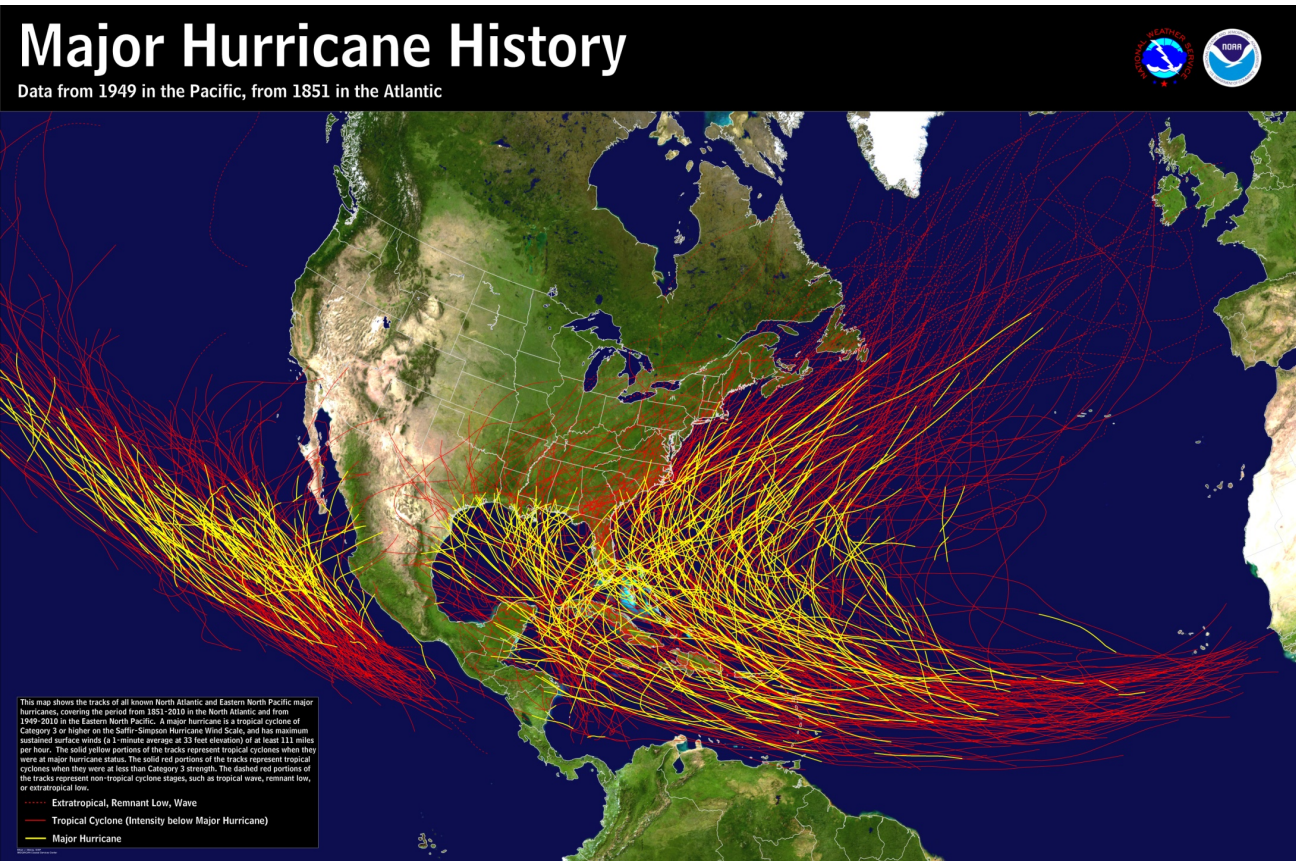 Major Hurricane History
Data from 1949 in the Pacific, from 1851 in the Atlantic
NATIONAL WEATHER SERVICE
NOAA
This map shows the tracks of all known North Atlantic and Eastern North Pacific major
hurricanes, covering the period from 1851-2010 in the North Atlantic and from
1949-2010 in the Eastern North Pacific. A major hurricane is a tropical cyclone of
Category 3 or higher on the Saffir-Simpson Hurricane Wind Scale, and has maximum
sustained surface winds (a 1-minute average at 33 feet elevation) of at least 111 miles
per hour. The solid yellow portions of the tracks represent tropical cyclones when they
were at major hurricane status. The solid red portions of the tracks represent tropical
cyclones when they were at less than Category 3 strength. The dashed red portions of
the tracks represent non-tropical cyclone stages, such as tropical wave, remnant low,
or extratropical low.
Extratropical, Remnant Low, Wave
Tropical Cyclone (Intensity below Major Hurricane)
Major Hurricane